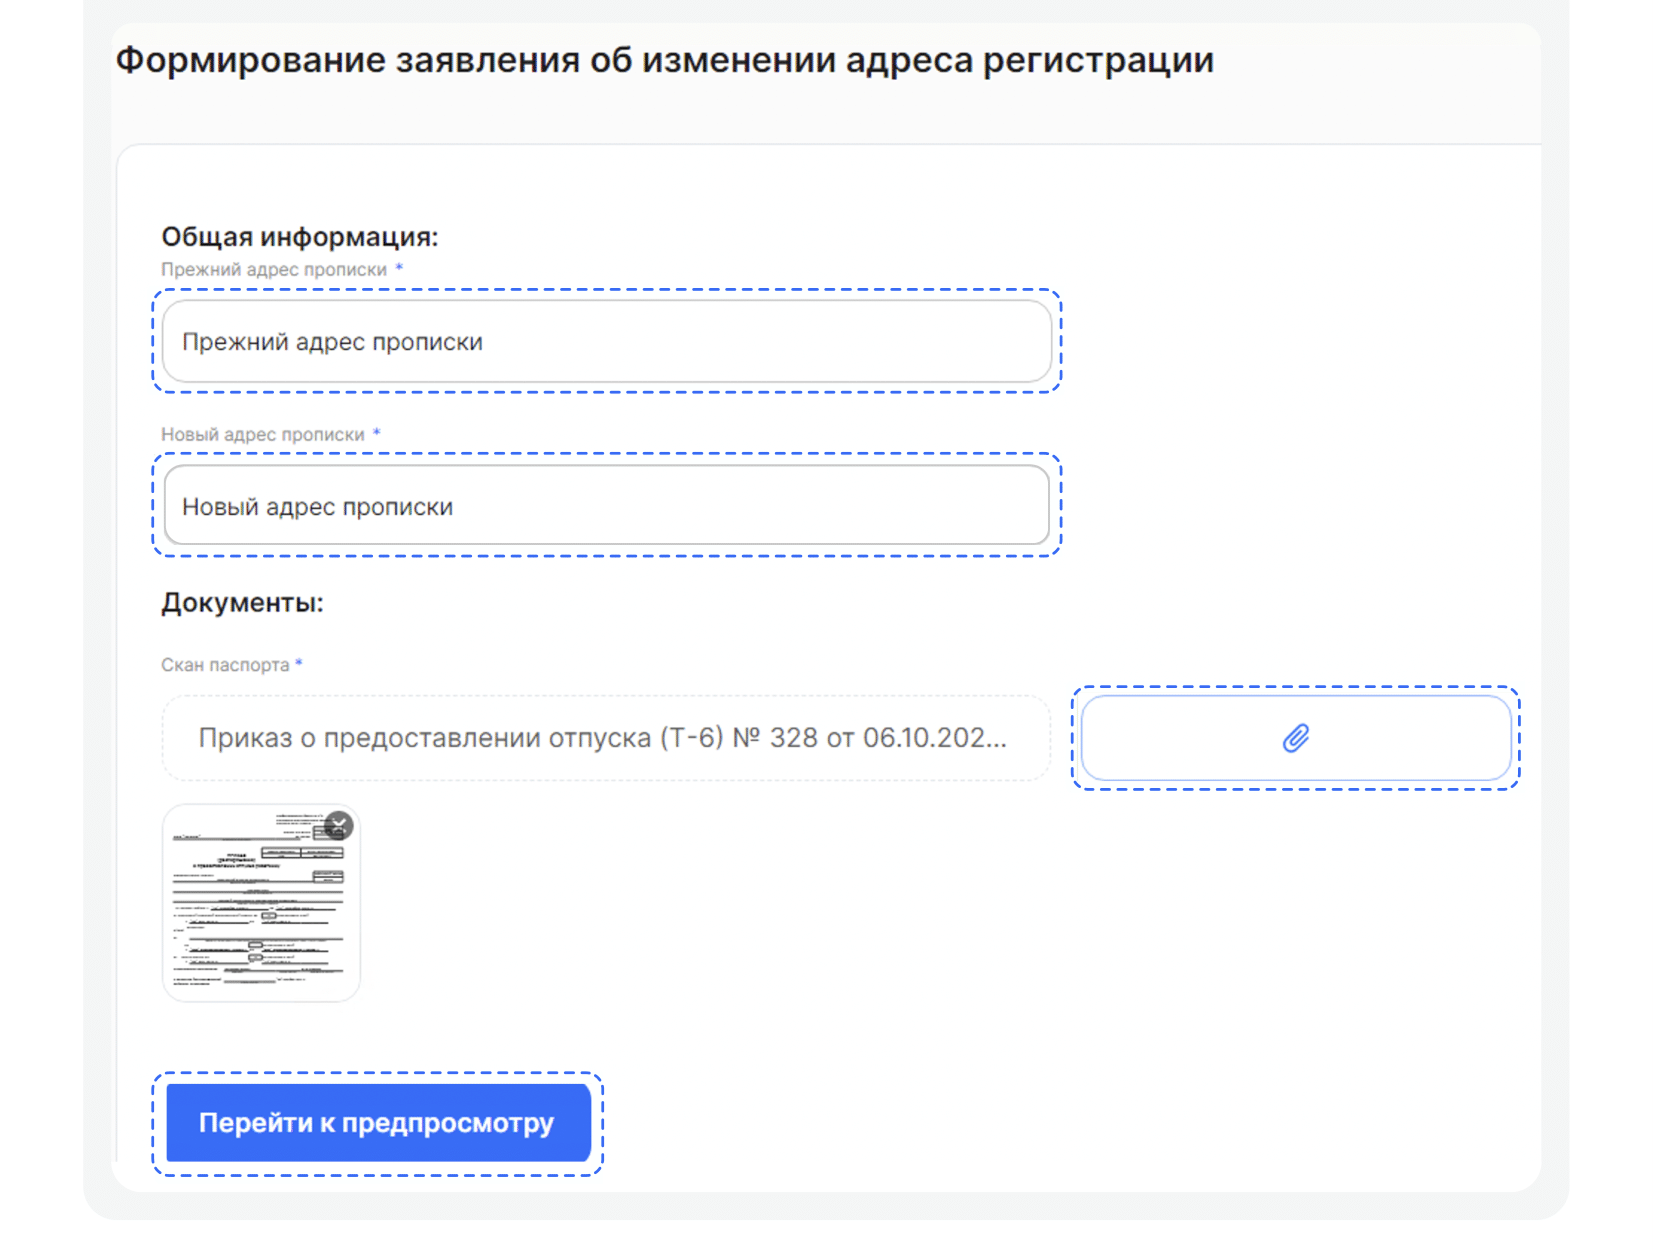 Формирование заявления об изменении адреса регистрации
Общая информация:
Прежний адрес прописки *
Прежний адрес прописки
Новый адрес прописки *
Новый адрес прописки
Документы:
Скан паспорта *
Приказ о предоставлении отпуска (Т-6) № 328 от 06.10.202...
Перейти к предпросмотру